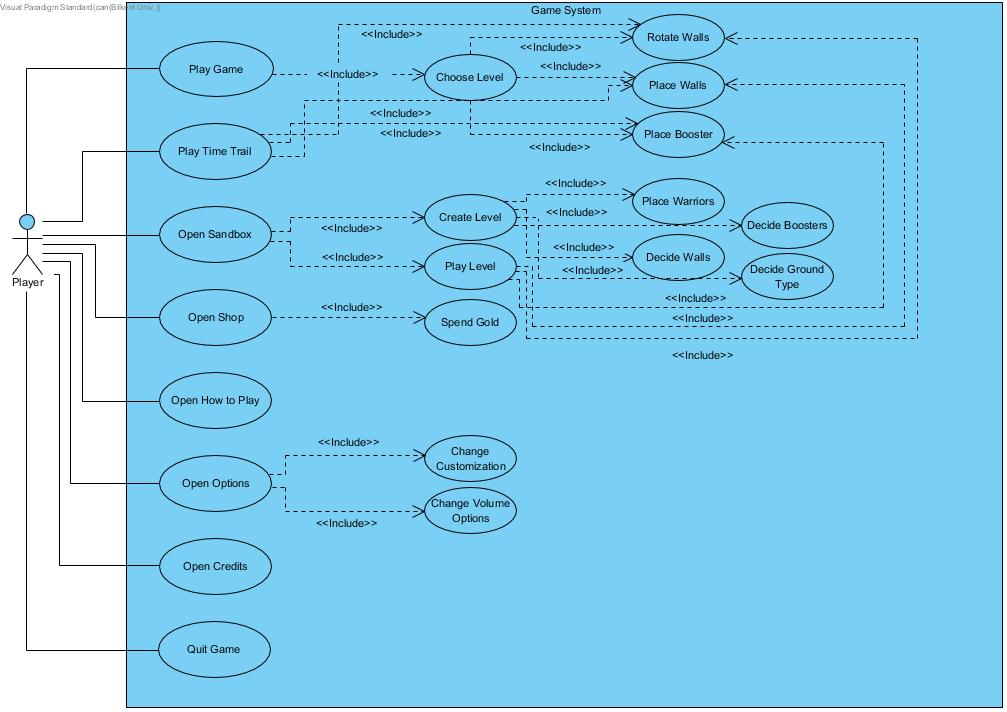 Visual Paradigm Standard(can(Bilkent Univ.))
Game System
<<Include>>
Rotate Walls
<<Include>>
Play Game
<<Include>>
Choose Level
<<Include>>
Place Walls
<<Include>>
<<Include>>
Place Booster
Play Time Trail
<<Include>>
<<Include>>
Place Warriors
Create Level
<<Include>>
Decide Boosters
<<Include>>
Open Sandbox
<<Include>>
Decide Walls
<<Include>>
Play Level
<<Include>>
Decide Ground
Type
Player
<<Include>>
<<Include>>
Open Shop
Spend Gold
<<Include>>
<<Include>>
Open How to Play
<<Include>>
Change
Customization
Open Options
Change Volume
Options
<<Include>>
Open Credits
Quit Game